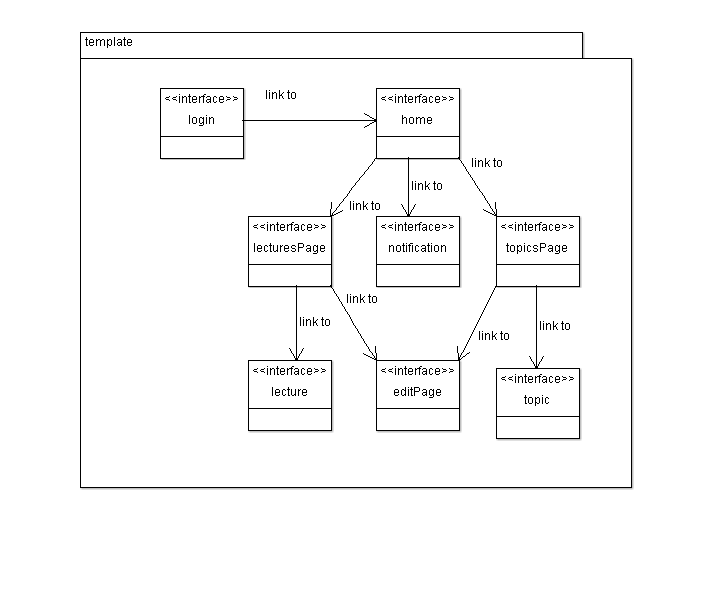 template
<<interface>>
login
link to
<<interface>>
home
link to
link to
link to
<<interface>>
lecturesPage
<<interface>>
notification
<<interface>>
topicsPage
link to
link to
link to
link to
<<interface>>
lecture
<<interface>>
editPage
<<interface>>
topic